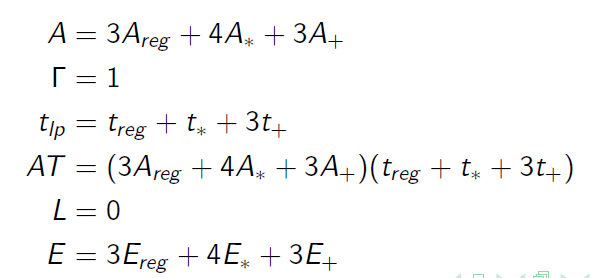 A = 3A_reg + 4A_* + 3A_+
Γ = 1
t_lp = t_reg + t_* + 3t_+
AT = (3A_reg + 4A_* + 3A_+)(t_reg + t_* + 3t_+)
L = 0
E = 3E_reg + 4E_* + 3E_+